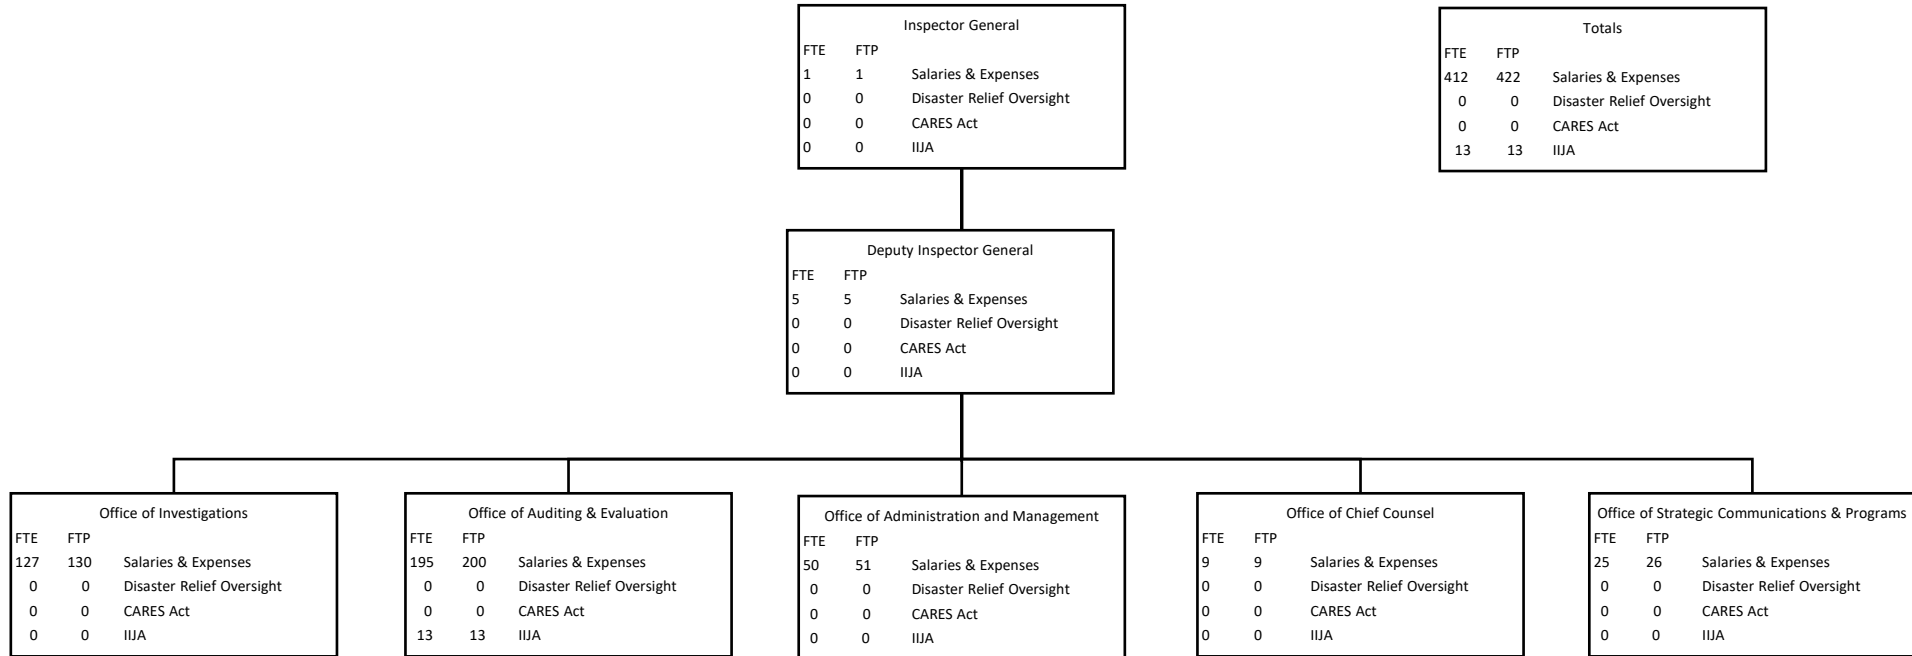 Inspector General
FTE FTP
1 1 Salaries & Expenses
0 0 Disaster Relief Oversight
0 0 CARES Act
0 0 IIJA
Totals
FTE FTP
412 422 Salaries & Expenses
0 0 Disaster Relief Oversight
0 0 CARES Act
13 13 IIJA
Deputy Inspector General
FTE FTP
5 5 Salaries & Expenses
0 0 Disaster Relief Oversight
0 0 CARES Act
0 0 IIJA
Office of Investigations
FTE FTP
127 130 Salaries & Expenses
0 0 Disaster Relief Oversight
0 0 CARES Act
0 0 IIJA
Office of Auditing & Evaluation
FTE FTP
195 200 Salaries & Expenses
0 0 Disaster Relief Oversight
0 0 CARES Act
13 13 IIJA
Office of Administration and Management
FTE FTP
50 51 Salaries & Expenses
0 0 Disaster Relief Oversight
0 0 CARES Act
0 0 IIJA
Office of Chief Counsel
FTE FTP
9 9 Salaries & Expenses
0 0 Disaster Relief Oversight
0 0 CARES Act
0 0 IIJA
Office of Strategic Communications & Programs
FTE FTP
25 26 Salaries & Expenses
0 0 Disaster Relief Oversight
0 0 CARES Act
0 0 IIJA